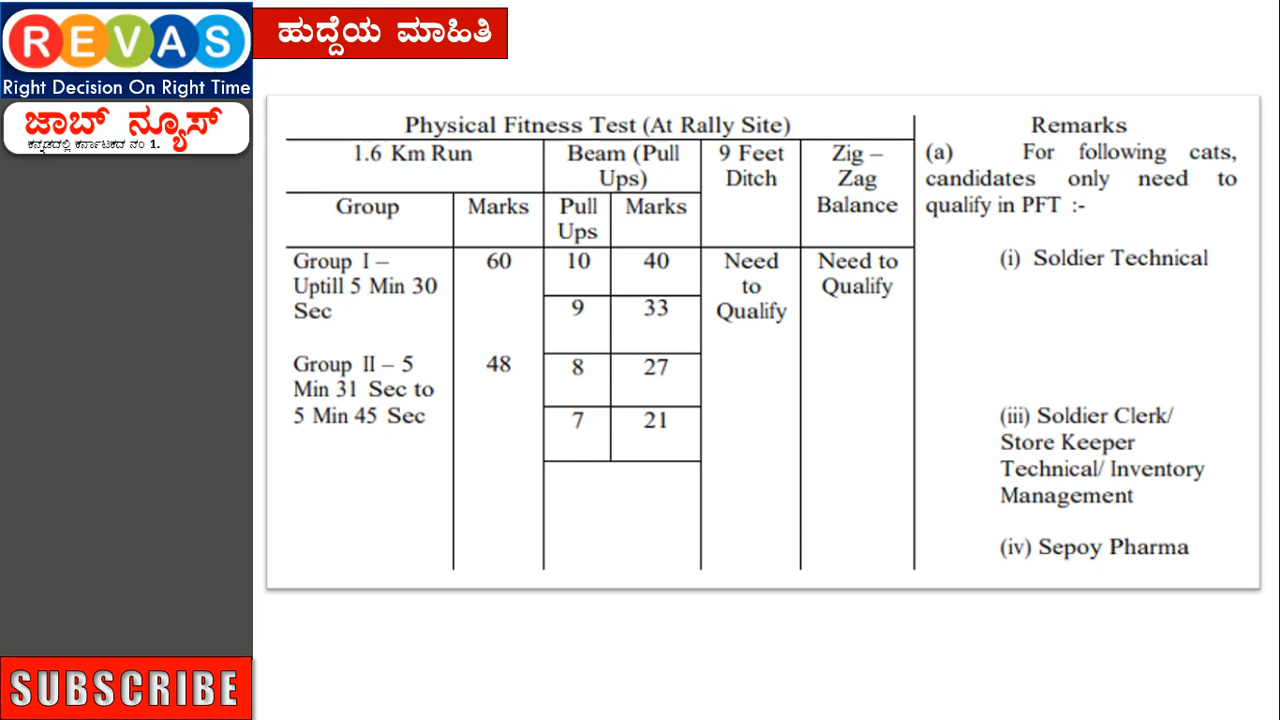 REVAS
Right Decision On Right Time
ಜಾಬ್ ನ್ಯೂಸ್
ಕನ್ನಡದಲ್ಲಿ ಕರ್ನಾಟಕದ ನಂ 1.
ಹುದ್ದೆಯ ಮಾಹಿತಿ
Physical Fitness Test (At Rally Site)
Remarks
1.6 Km Run
Beam (Pull
Ups)
9 Feet
Ditch
Zig –
Zag
Balance
Group
Marks
Pull
Ups
Marks
Group I –
Uptill 5 Min 30
Sec
60
10
40
Need
to
Qualify
Need to
Qualify
9
33
Group II – 5
Min 31 Sec to
5 Min 45 Sec
48
8
27
7
21
(a) For following cats,
candidates only need to
qualify in PFT :-
(i) Soldier Technical
(iii) Soldier Clerk/
Store Keeper
Technical/ Inventory
Management
(iv) Sepoy Pharma
SUBSCRIBE